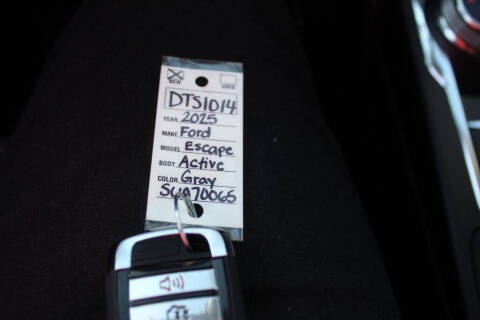 NEW USED
DTS1014
YEAR 2025
MAKE Ford
MODEL Escape
BODY Active
COLOR Gray
SUA70065